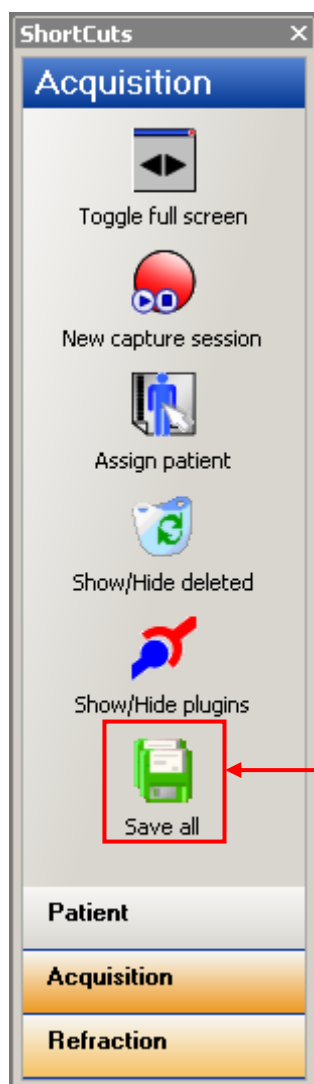 ShortCuts
Acquisition
Toggle full screen
New capture session
Assign patient
Show/Hide deleted
Show/Hide plugins
Save all
Patient
Acquisition
Refraction